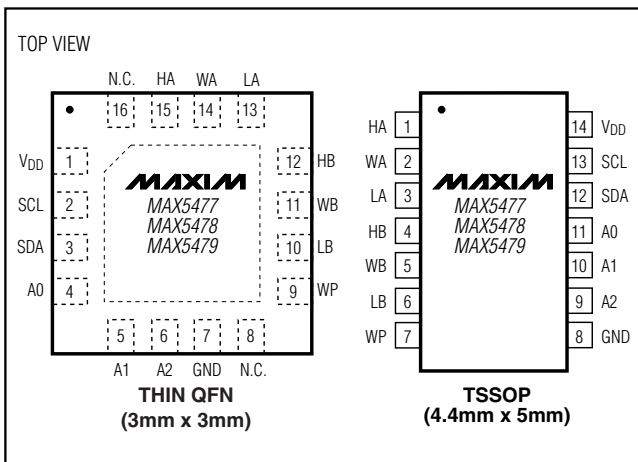 TOP VIEW
N.C. HA WA LA
16 15 14 13
VDD 1
SCL 2
SDA 3
A0 4
MAXIM
MAX5477
MAX5478
MAX5479
12 HB
11 WB
10 LB
9 WP
5 6 7 8
A1 A2 GND N.C.
THIN QFN
(3mm x 3mm)
HA 1
WA 2
LA 3
HB 4
WB 5
LB 6
WP 7
MAXIM
MAX5477
MAX5478
MAX5479
14 VDD
13 SCL
12 SDA
11 A0
10 A1
9 A2
8 GND
TSSOP
(4.4mm x 5mm)